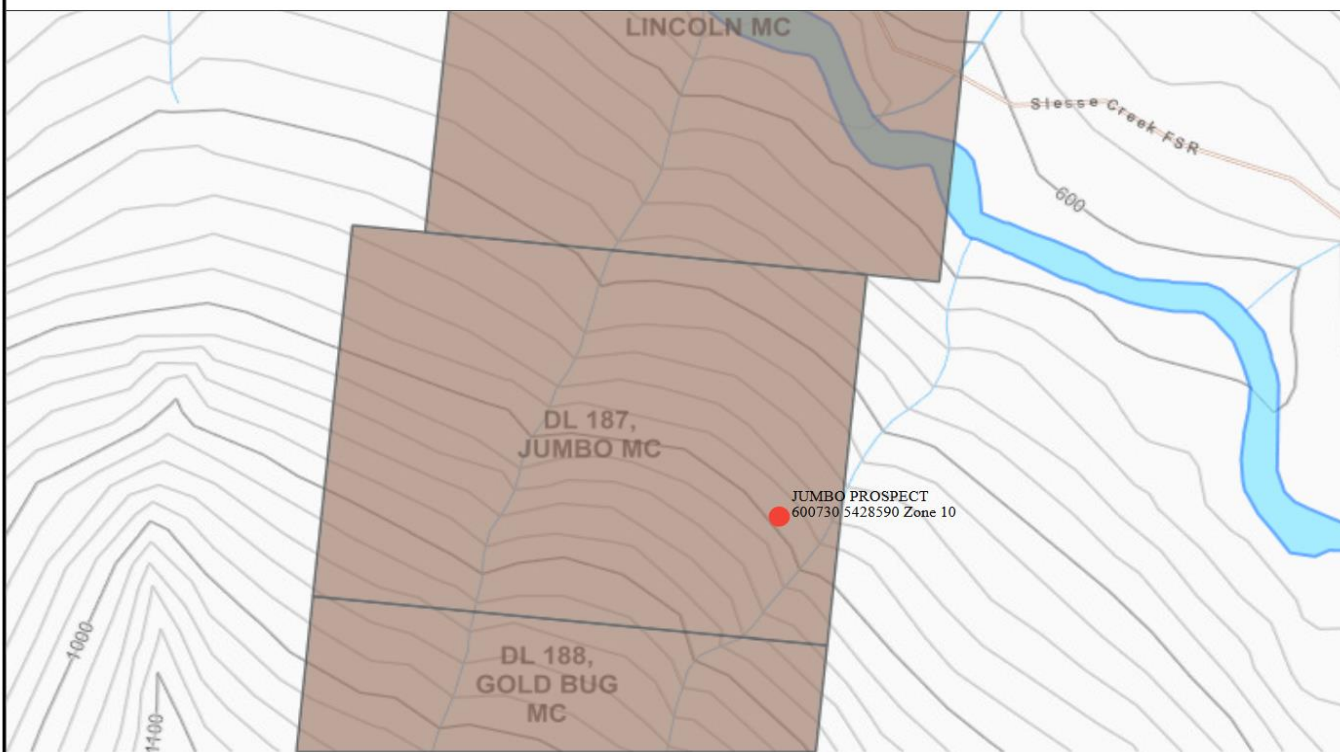 LINCOLN MC
Slesse Creek FSR
600
DL 187,
JUMBO MC
JUMBO PROSPECT
600730 5428590 Zone 10
1000
DL 188,
GOLD BUG
MC
1100